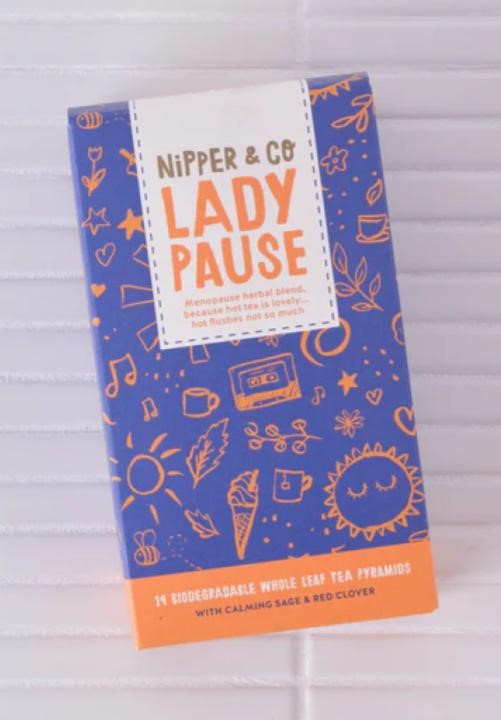 NiPPER & CO
LADY
PAUSE
Menopause herbal blend,
because hot tea is lovely...
hot flushes not so much
14 BIODEGRADABLE WHOLE LEAF TEA PYRAMIDS
WITH CALMING SAGE & RED CLOVER